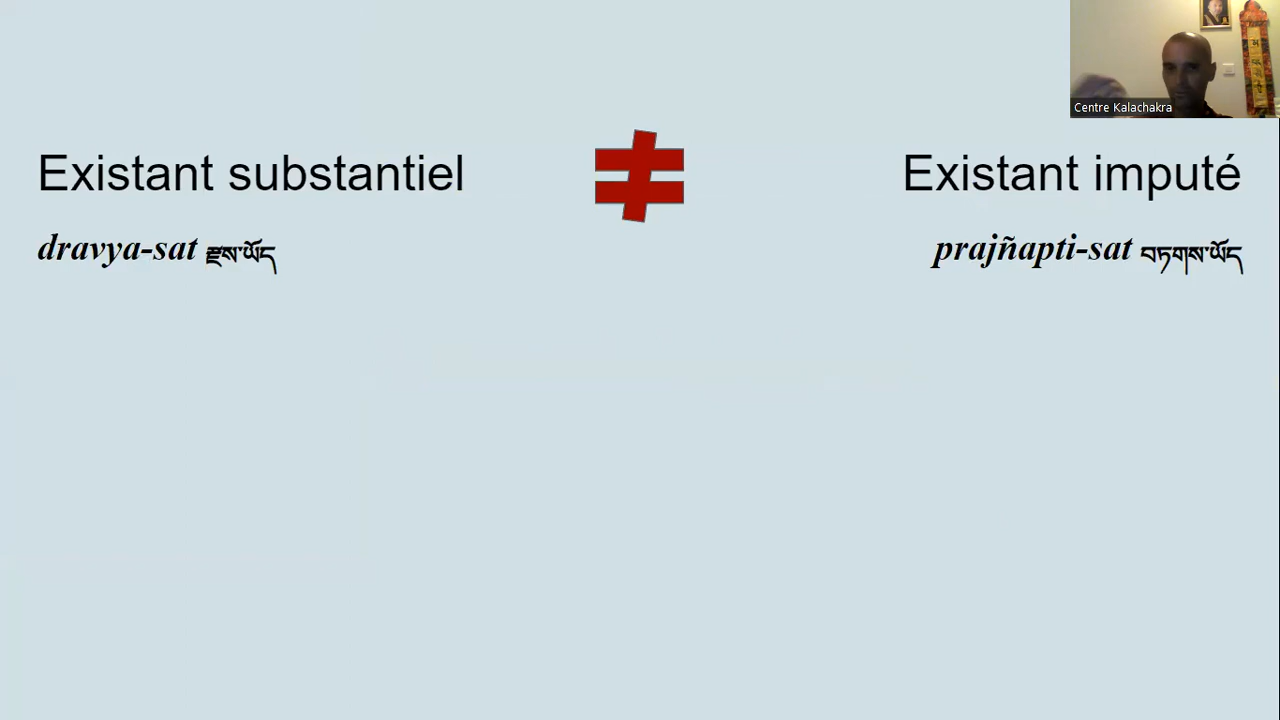 Centre Kalachakra
Existant substantiel ≠ Existant imputé
dravya-sat རྫས་ཡོད
prajñapti-sat བཏགས་ཡོད